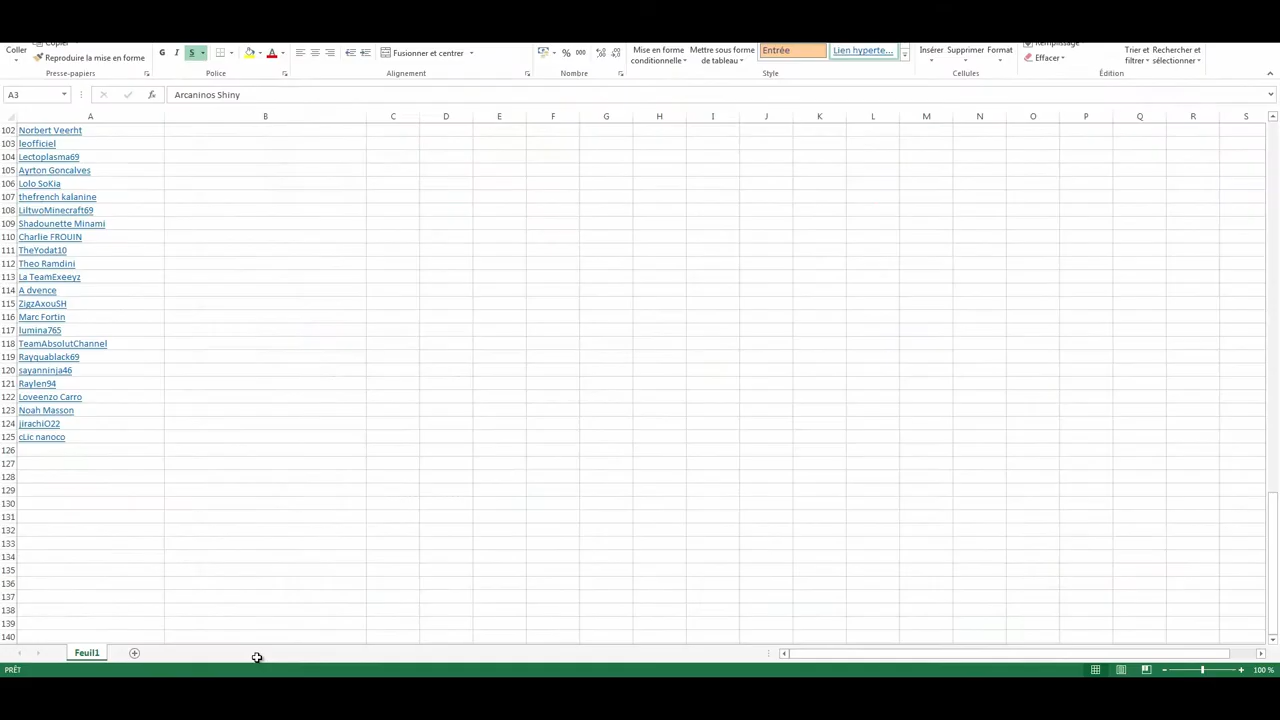 Coller
Copier
Reproduire la mise en forme
Presse-papiers
G I S
Police
A
Alignement
Fusionner et centrer
% 000
Nombre
Mise en forme conditionnelle
Mettre sous forme de tableau
Entrée
Lien hyperte...
Style
Insérer Supprimer Format
Cellules
Remplissage
Effacer
Trier et filtrer
Rechercher et sélectionner
Édition
A3
fx
Arcaninos Shiny
A B C D E F G H I J K L M N O P Q R S
102 Norbert Veerht
103 leofficiel
104 Lectoplasma69
105 Ayrton Goncalves
106 Lolo SoKia
107 thefrench kalanine
108 LiltwoMinecraft69
109 Shadounette Minami
110 Charlie FROUIN
111 TheYodat10
112 Theo Ramdini
113 La TeamExeeyz
114 A dvence
115 ZigzAxouSH
116 Marc Fortin
117 lumina765
118 TeamAbsolutChannel
119 Rayquablack69
120 sayanninja46
121 Raylen94
122 Loveenzo Carro
123 Noah Masson
124 jirachiO22
125 cLic nanoco
126
127
128
129
130
131
132
133
134
135
136
137
138
139
140
Feuil1
PRÊT
100 %